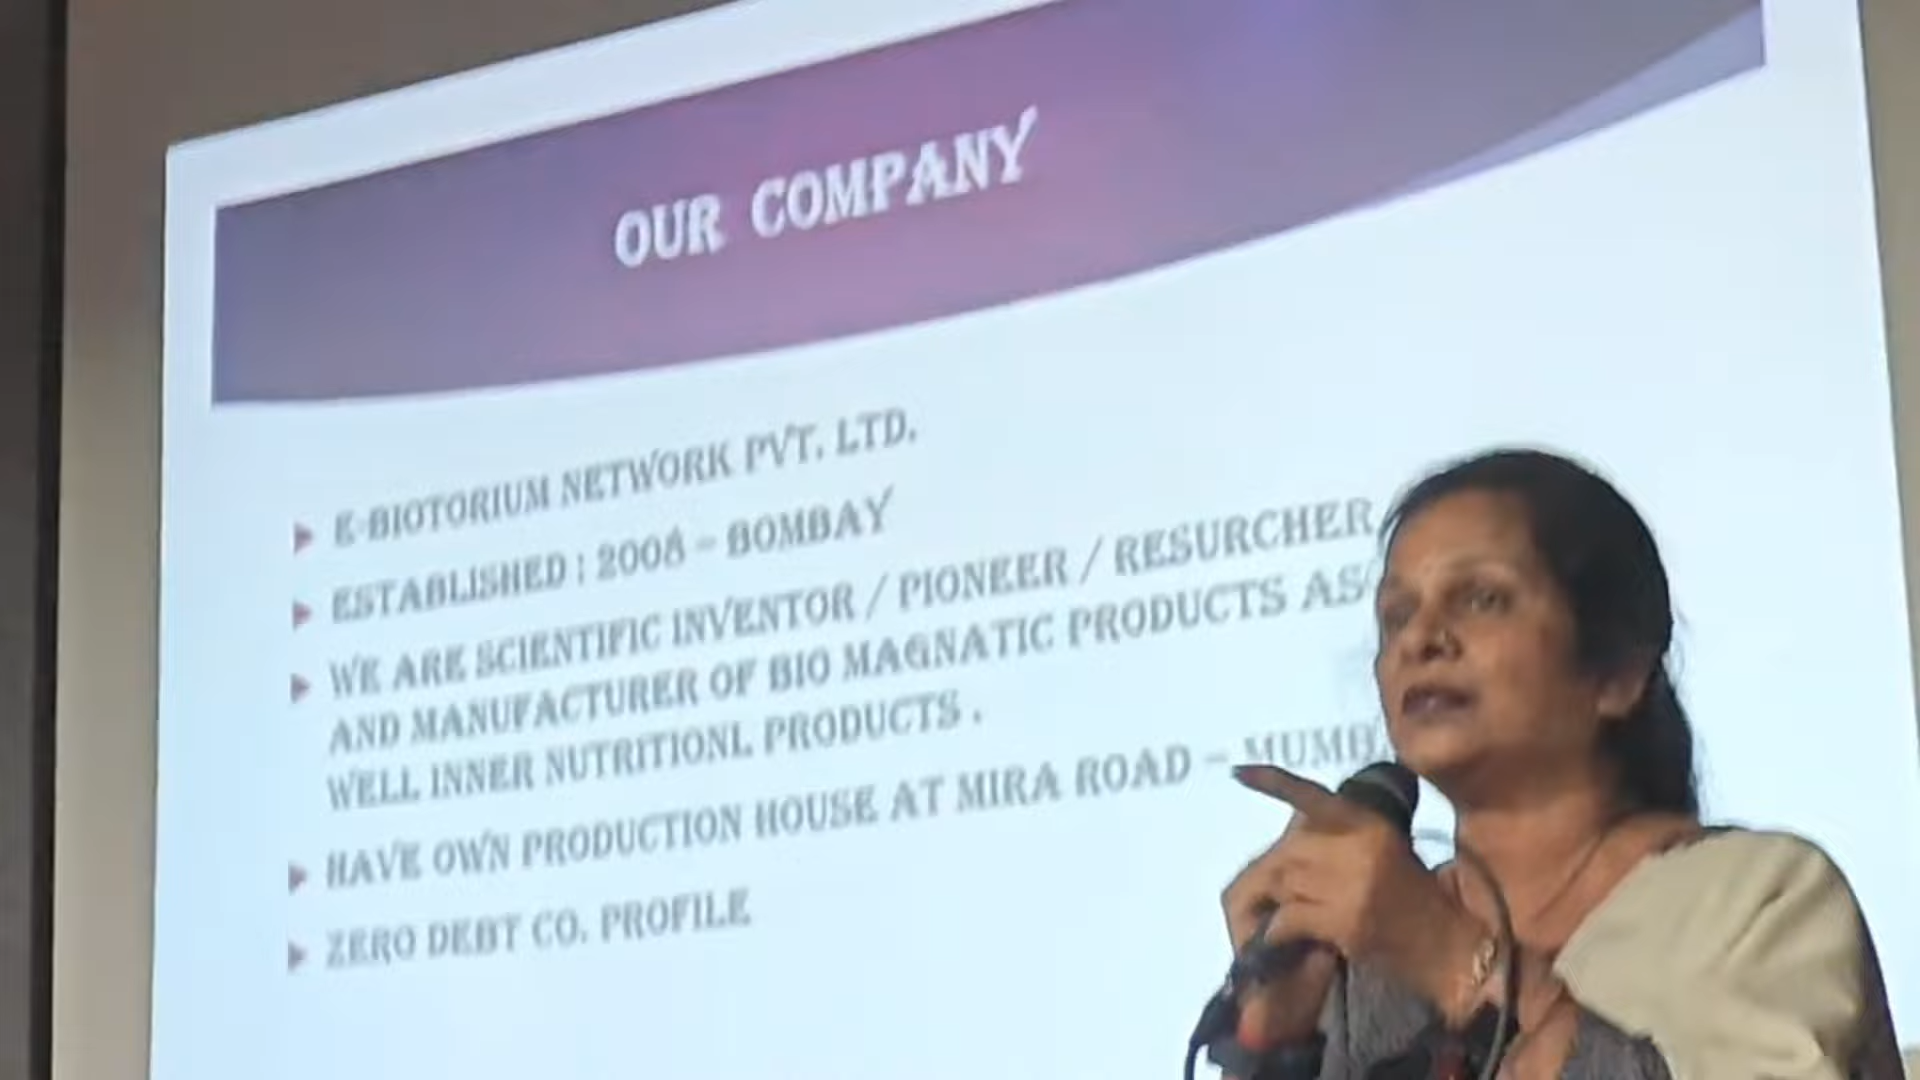 OUR COMPANY
E-BIOTORIUM NETWORK PVT. LTD.
ESTABLISHED : 2008 - BOMBAY
WE ARE SCIENTIFIC INVENTOR / PIONEER / RESURCHER
AND MANUFACTURER OF BIO MAGNATIC PRODUCTS AS
WELL INNER NUTRITIONL PRODUCTS .
HAVE OWN PRODUCTION HOUSE AT MIRA ROAD -
ZERO DEBT CO. PROFILE